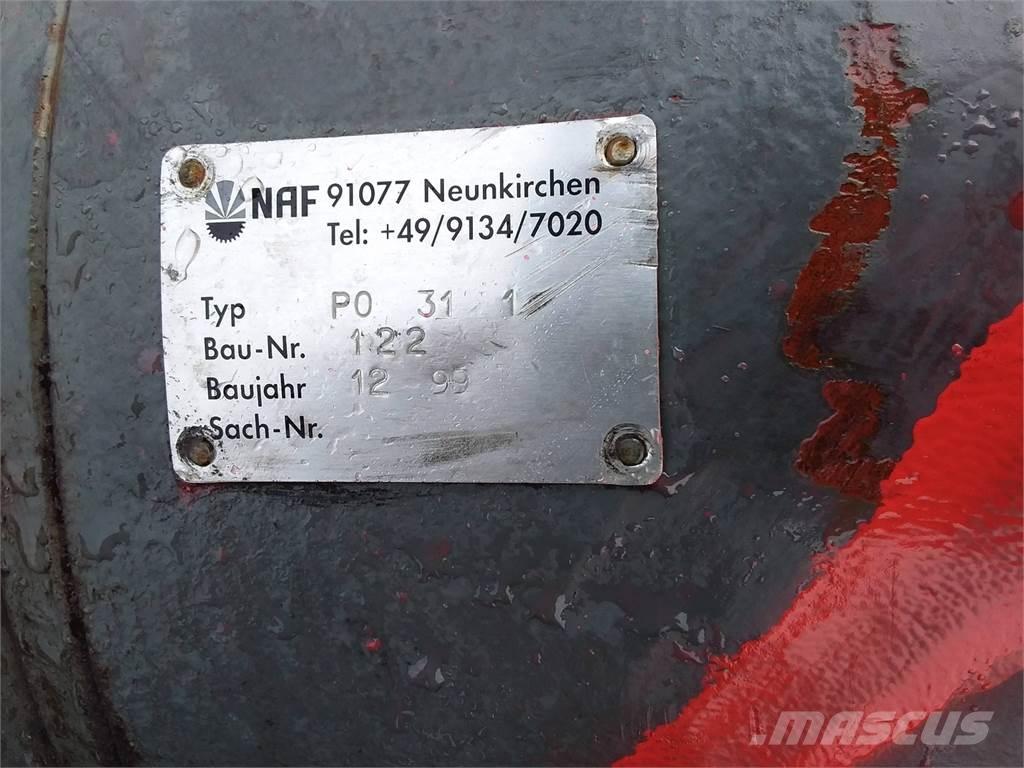 NAF 91077 Neunkirchen
Tel: +49/9134/7020
Typ PO 31 1
Bau-Nr. 122
Baujahr 12 99
Sach-Nr.
MASCUS